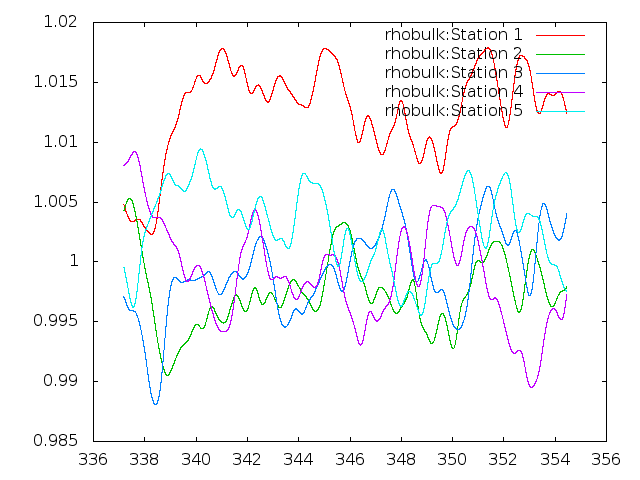 1.02
1.015
1.01
1.005
1
0.995
0.99
0.985
336 338 340 342 344 346 348 350 352 354 356
rhobulk:Station 1
rhobulk:Station 2
rhobulk:Station 3
rhobulk:Station 4
rhobulk:Station 5